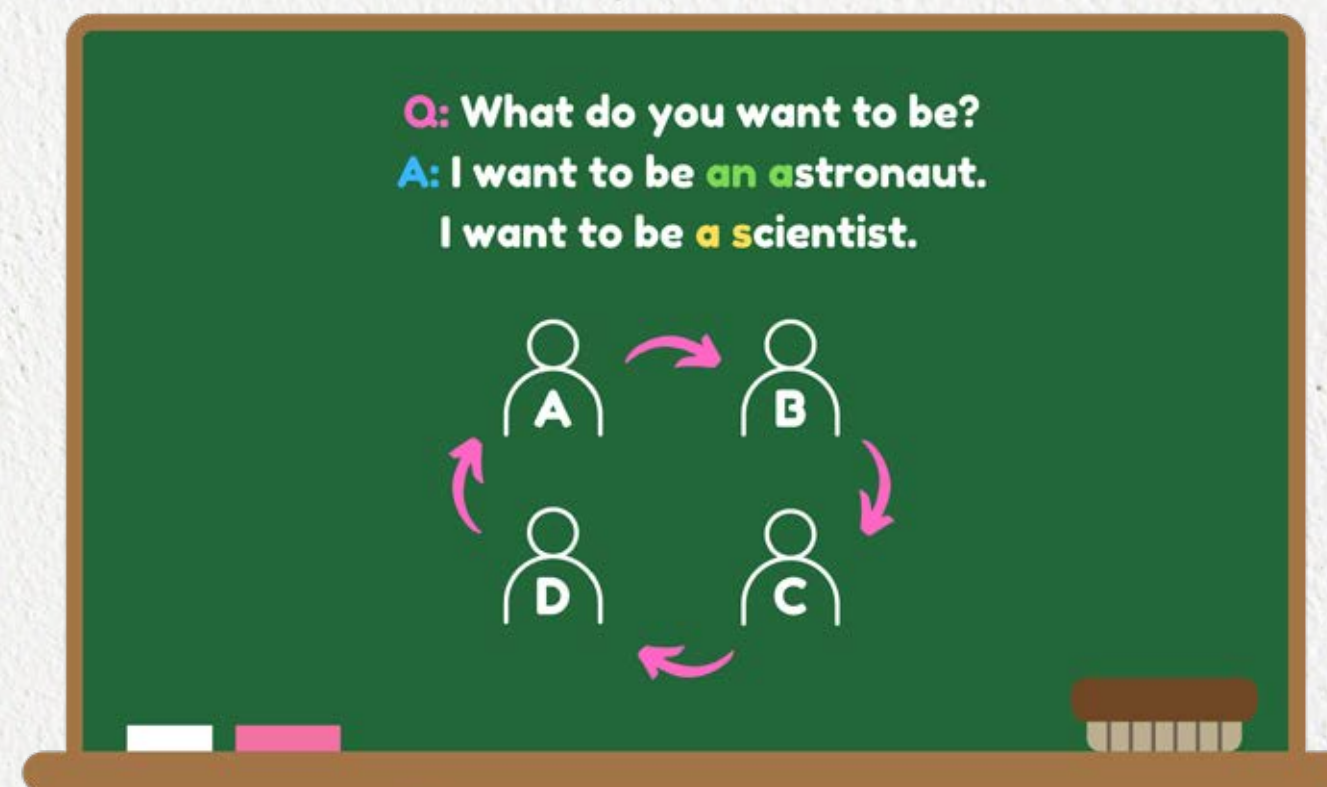 Q: What do you want to be?
A: I want to be an astronaut.
I want to be a scientist.
A
B
D
C